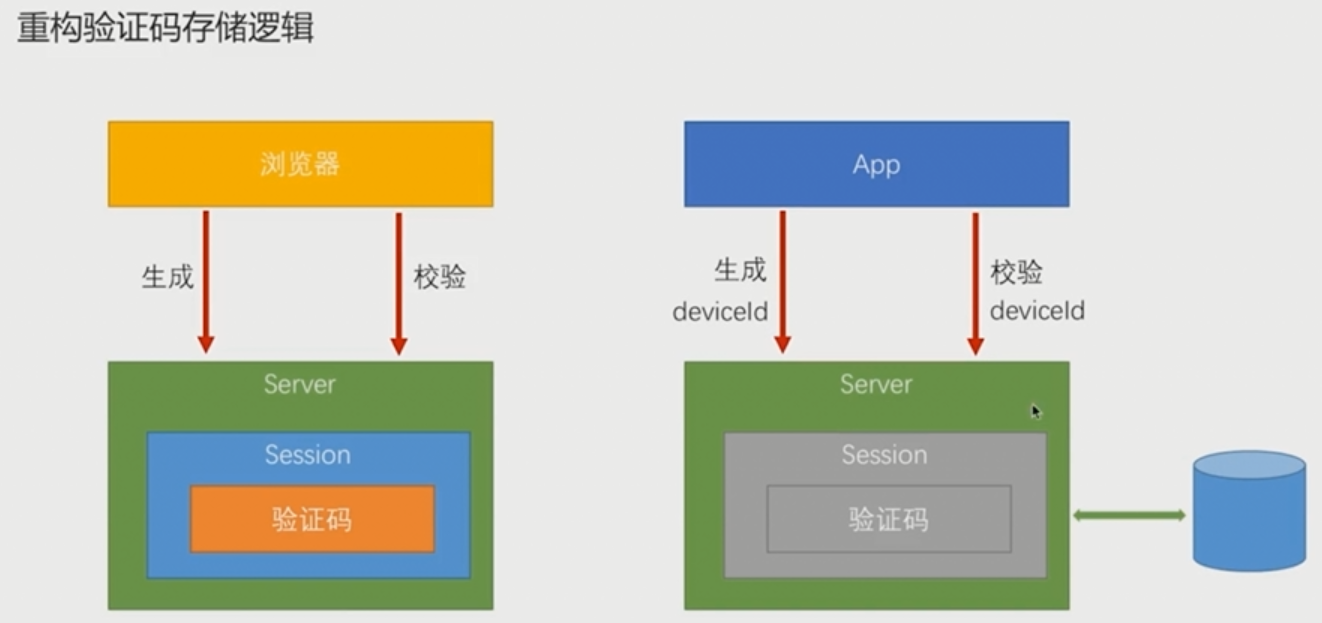 重构验证码存储逻辑
浏览器
生成
校验
Server
Session
验证码
App
生成
deviceId
校验
deviceId
Server
Session
验证码